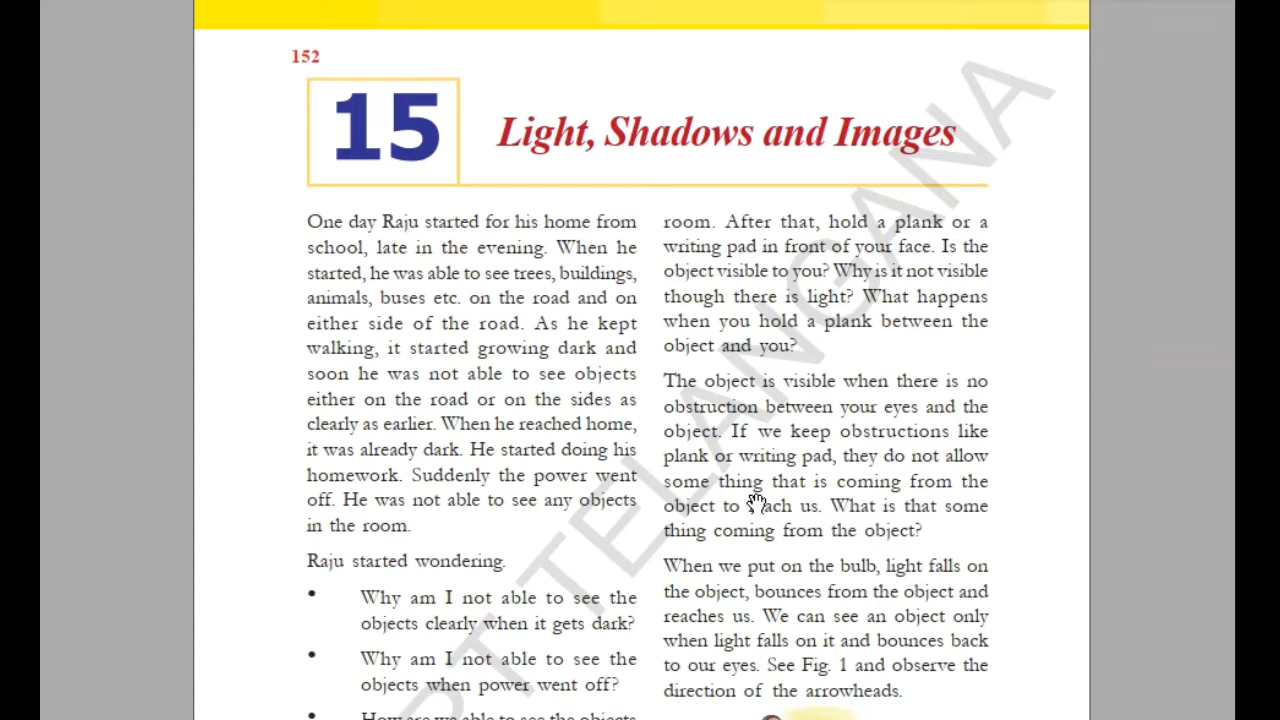 152
15
Light, Shadows and Images
One day Raju started for his home from
school, late in the evening. When he
started, he was able to see trees, buildings,
animals, buses etc. on the road and on
either side of the road. As he kept
walking, it started growing dark and
soon he was not able to see objects
either on the road or on the sides as
clearly as earlier. When he reached home,
it was already dark. He started doing his
homework. Suddenly the power went
off. He was not able to see any objects
in the room.
Raju started wondering.
• Why am I not able to see the
objects clearly when it gets dark?
• Why am I not able to see the
objects when power went off?
• How are we able to see the objects
room. After that, hold a plank or a
writing pad in front of your face. Is the
object visible to you? Why is it not visible
though there is light? What happens
when you hold a plank between the
object and you?
The object is visible when there is no
obstruction between your eyes and the
object. If we keep obstructions like
plank or writing pad, they do not allow
some thing that is coming from the
object to reach us. What is that some
thing coming from the object?
When we put on the bulb, light falls on
the object, bounces from the object and
reaches us. We can see an object only
when light falls on it and bounces back
to our eyes. See Fig. 1 and observe the
direction of the arrowheads.
PT TELANGANA